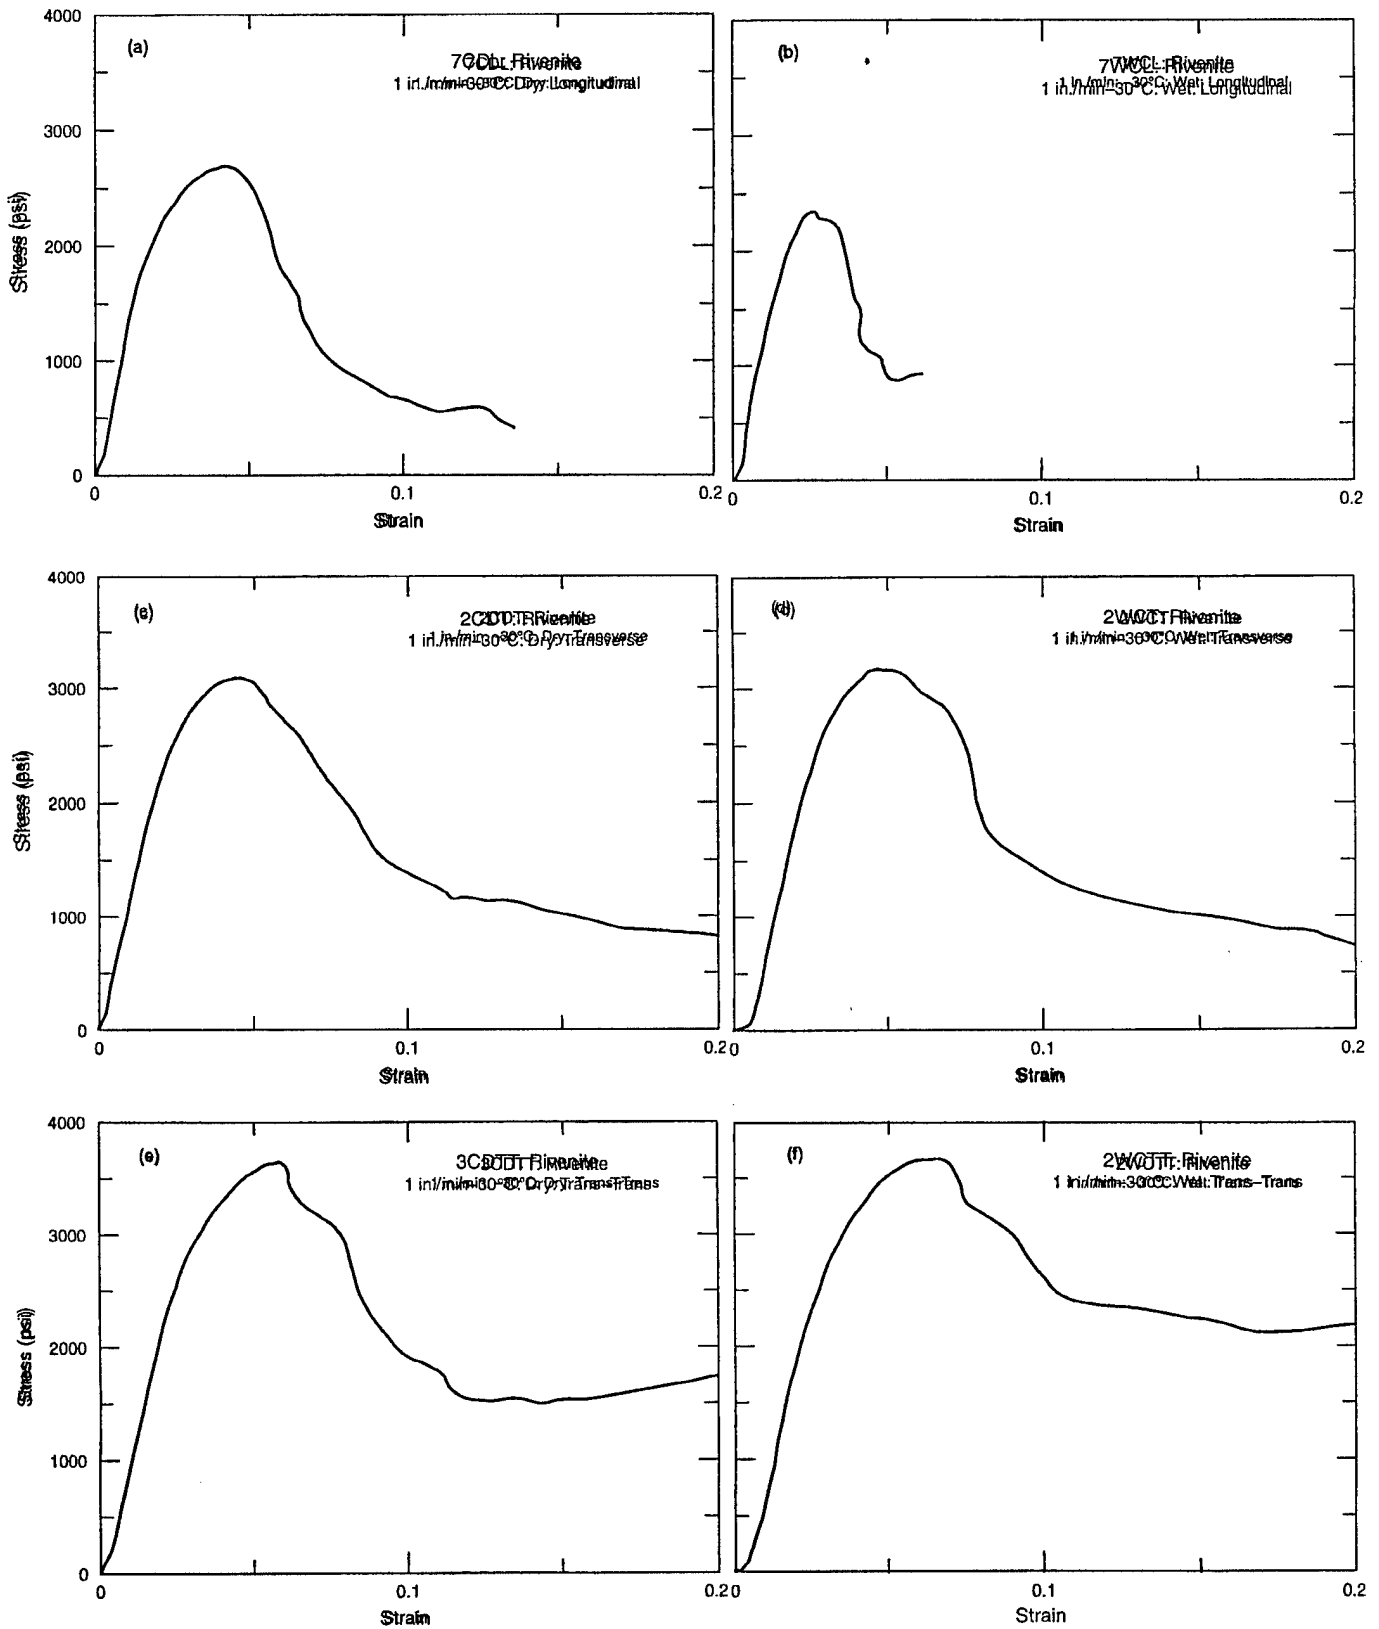 4000
(a)
7CDL: Rivenite
1 in./min–30°C: Dry: Longitudinal
3000
2000
1000
0
Stress (psi)
0
0.1
0.2
Strain
(b)
7WCL: Rivenite
1 in./min–30°C: Wet: Longitudinal
0
0.1
0.2
Strain
4000
(c)
2CDT: Rivenite
1 in./min–30°C: Dry: Transverse
3000
2000
1000
0
Stress (psi)
0
0.1
0.2
Strain
(d)
2WCT: Rivenite
1 in./min–30°C: Wet: Transverse
0
0.1
0.2
Strain
4000
(e)
3CDTT: Rivenite
1 in./min–30°C: Dry: Trans–Trans
3000
2000
1000
0
Stress (psi)
0
0.1
0.2
Strain
(f)
2WCTT: Rivenite
1 in./min–30°C: Wet: Trans–Trans
0
0.1
0.2
Strain